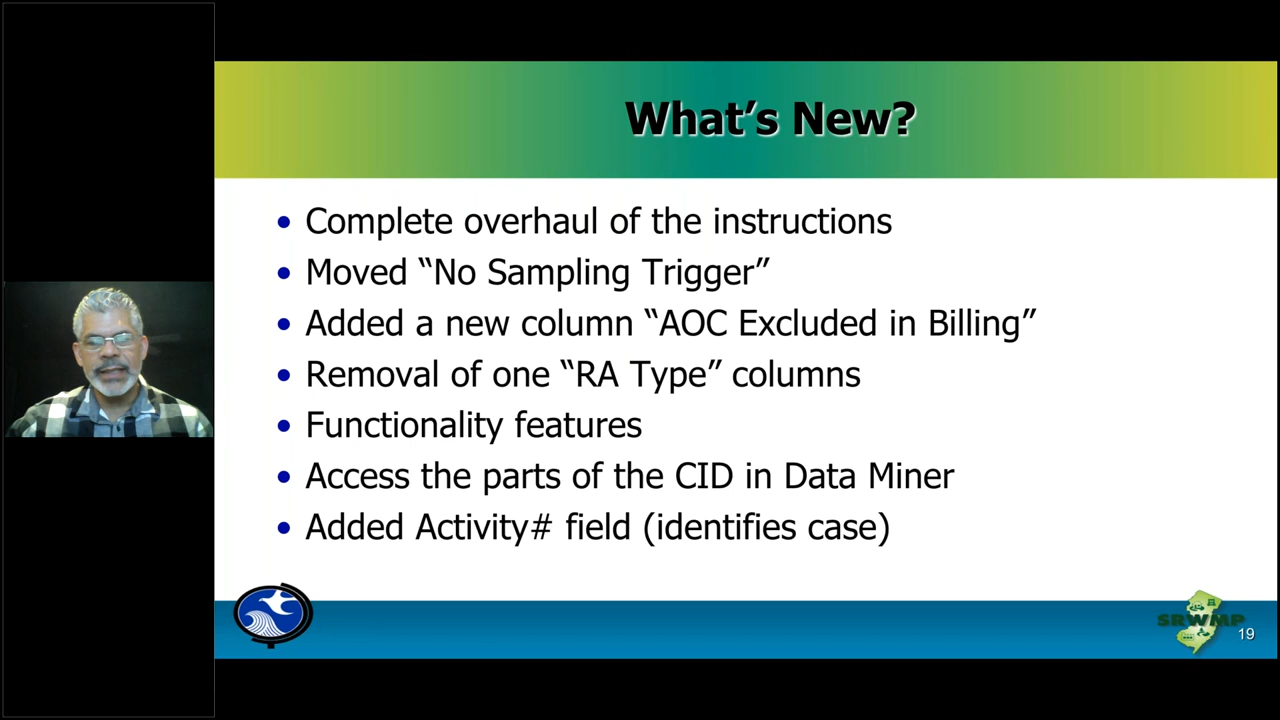 What's New?
• Complete overhaul of the instructions
• Moved “No Sampling Trigger”
• Added a new column “AOC Excluded in Billing”
• Removal of one “RA Type” columns
• Functionality features
• Access the parts of the CID in Data Miner
• Added Activity# field (identifies case)
SRWMP
19